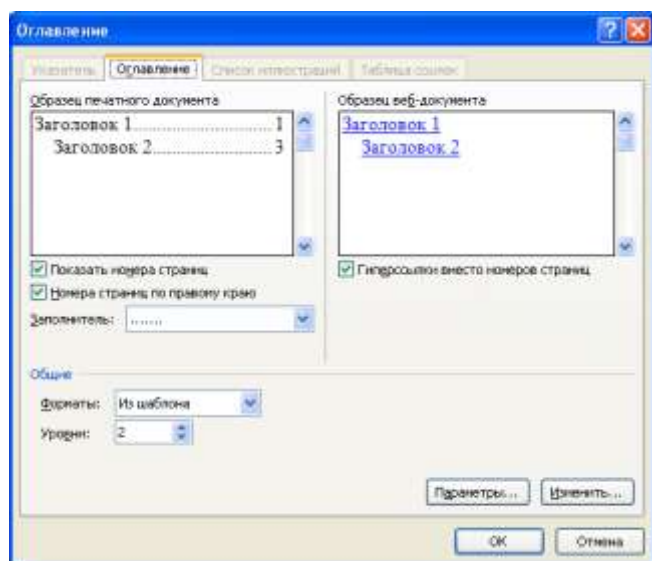 Оглавление
Указатель Оглавление Список иллюстраций Таблица ссылок
Образец печатного документа
Заголовок 1 1
Заголовок 2 3
Образец веб-документа
Заголовок 1
Заголовок 2
Показать номера страниц
Номера страниц по правому краю
Заполнитель: .......
Гиперссылки вместо номеров страниц
Общие
Форматы: Из шаблона
Уровни: 2
Параметры... Изменить...
ОК Отмена